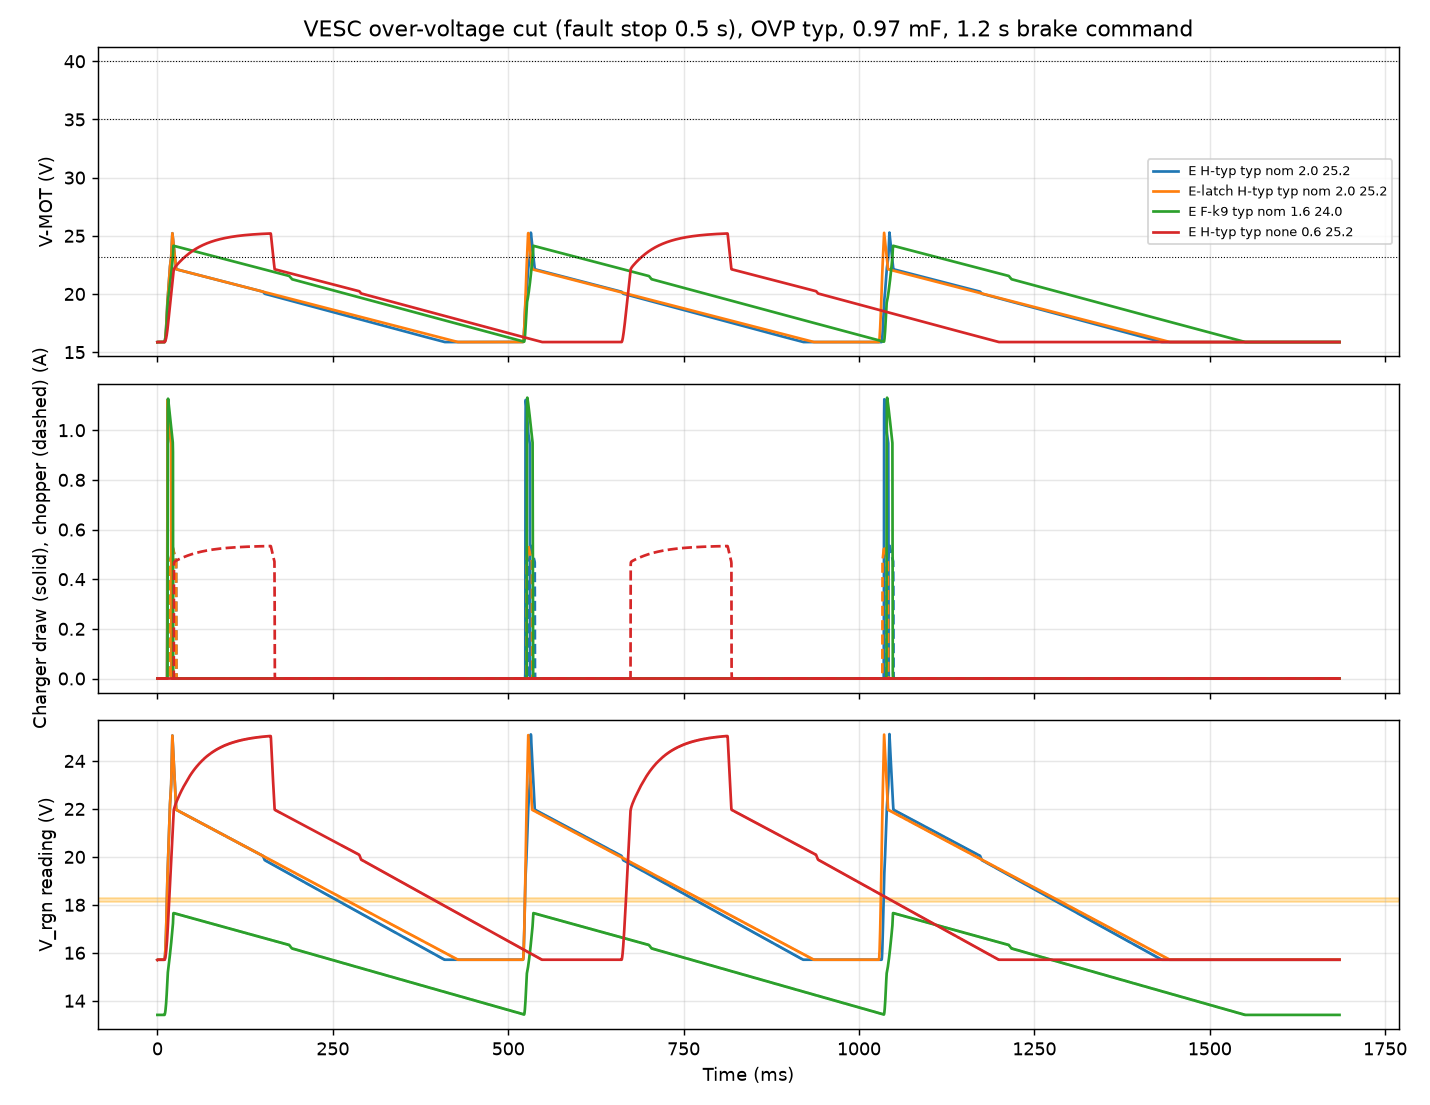 VESC over-voltage cut (fault stop 0.5 s), OVP typ, 0.97 mF, 1.2 s brake command
V-MOT (V)
40
35
30
25
20
15
E H-typ typ nom 2.0 25.2
E-latch H-typ typ nom 2.0 25.2
E F-k9 typ nom 1.6 24.0
E H-typ typ none 0.6 25.2
Charger draw (solid), chopper (dashed) (A)
1.0
0.8
0.6
0.4
0.2
0.0
V_rgn reading (V)
24
22
20
18
16
14
0
250
500
750
1000
1250
1500
1750
Time (ms)